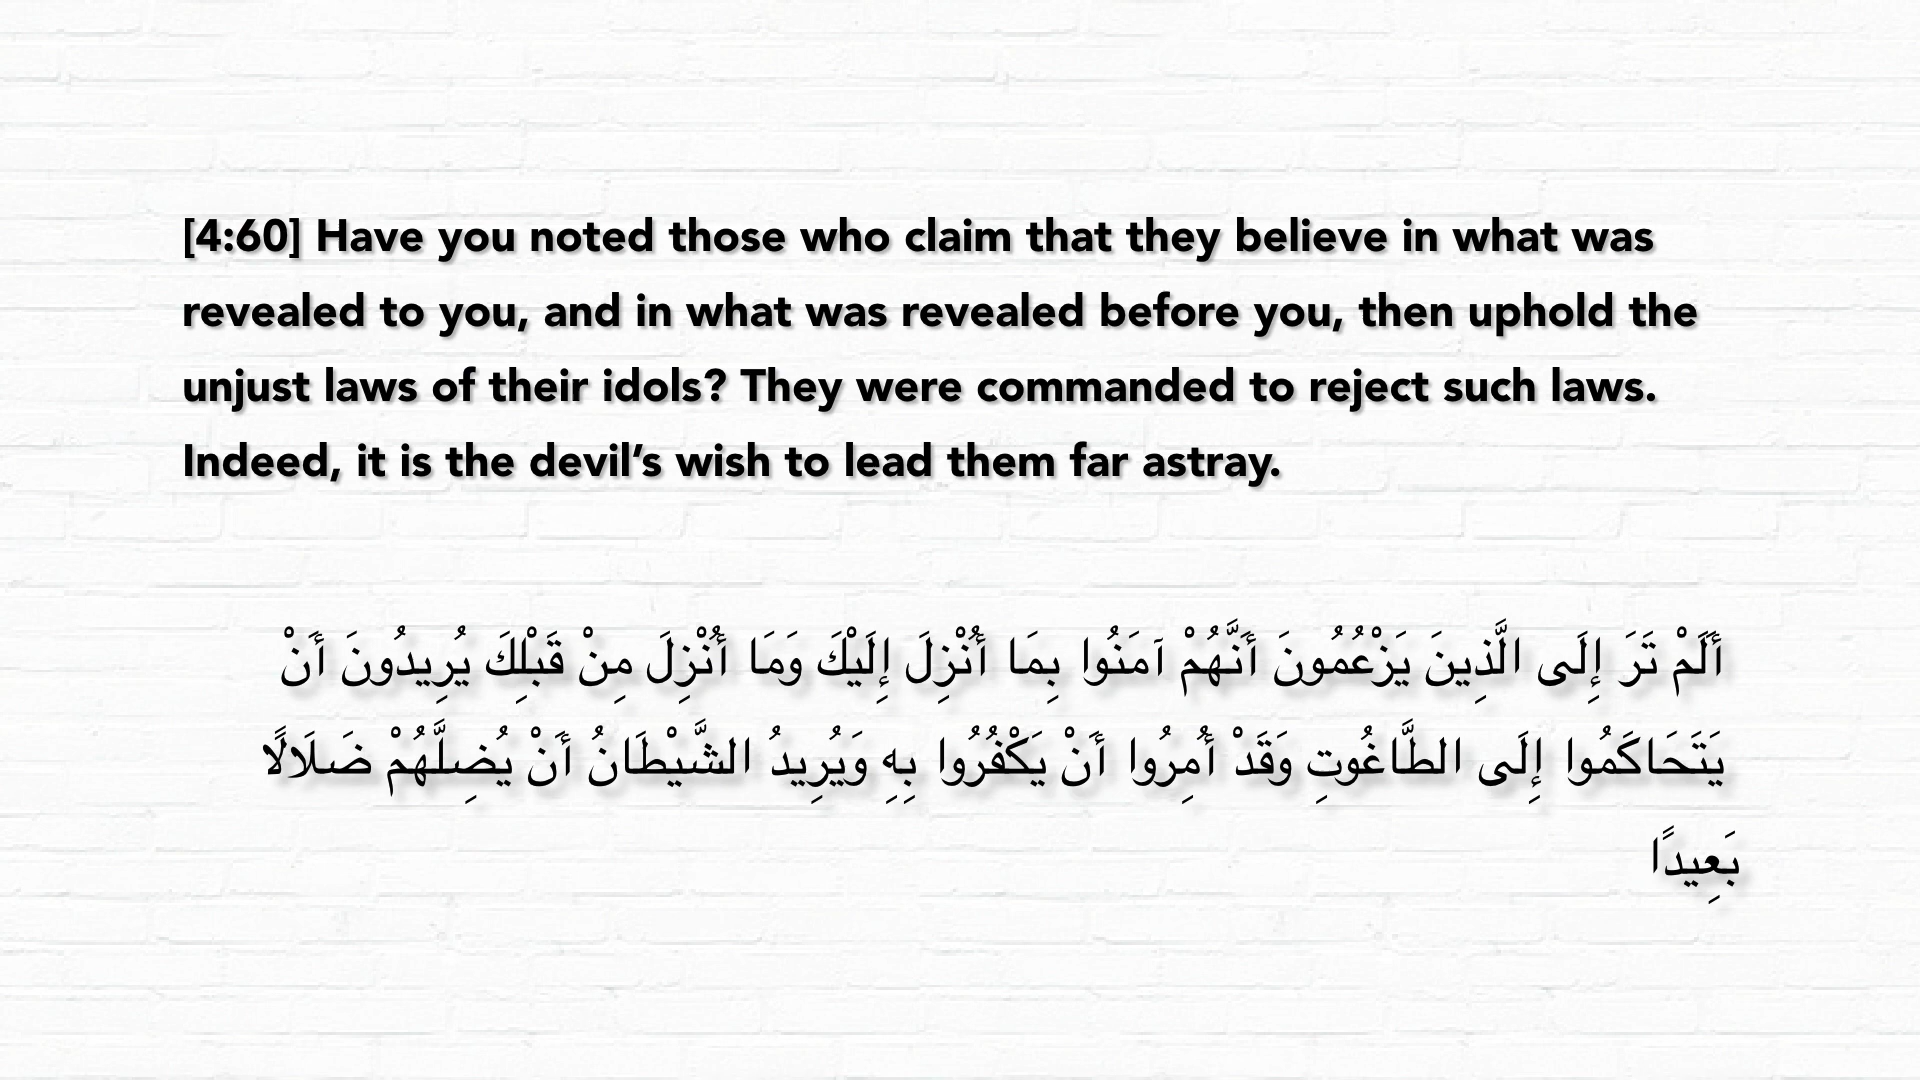 [4:60] Have you noted those who claim that they believe in what was
revealed to you, and in what was revealed before you, then uphold the
unjust laws of their idols? They were commanded to reject such laws.
Indeed, it is the devil’s wish to lead them far astray.
أَلَمْ تَرَ إِلَى الَّذِينَ يَزْعُمُونَ أَنَّهُمْ آمَنُوا بِمَا أُنْزِلَ إِلَيْكَ وَمَا أُنْزِلَ مِنْ قَبْلِكَ يُرِيدُونَ أَنْ
يَتَحَاكَمُوا إِلَى الطَّاغُوتِ وَقَدْ أُمِرُوا أَنْ يَكْفُرُوا بِهِ وَيُرِيدُ الشَّيْطَانُ أَنْ يُضِلَّهُمْ ضَلَالًا
بَعِيدًا